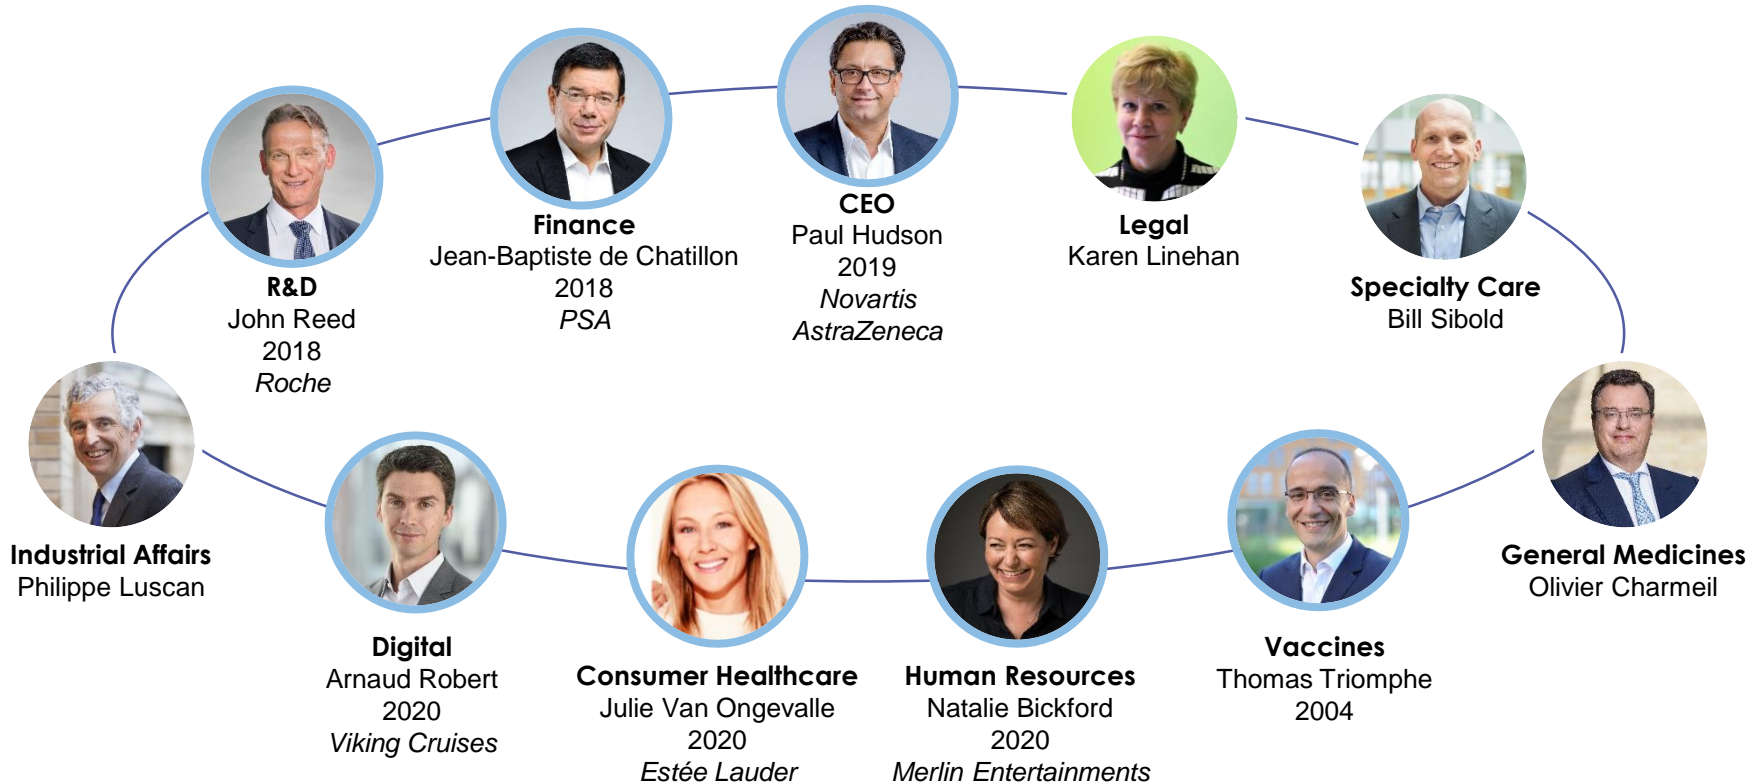 CEO
Paul Hudson
2019
Novartis
AstraZeneca
Finance
Jean-Baptiste de Chatillon
2018
PSA
Legal
Karen Linehan
R&D
John Reed
2018
Roche
Specialty Care
Bill Sibold
Industrial Affairs
Philippe Luscan
General Medicines
Olivier Charmeil
Digital
Arnaud Robert
2020
Viking Cruises
Consumer Healthcare
Julie Van Ongevalle
2020
Estée Lauder
Human Resources
Natalie Bickford
2020
Merlin Entertainments
Vaccines
Thomas Triomphe
2004